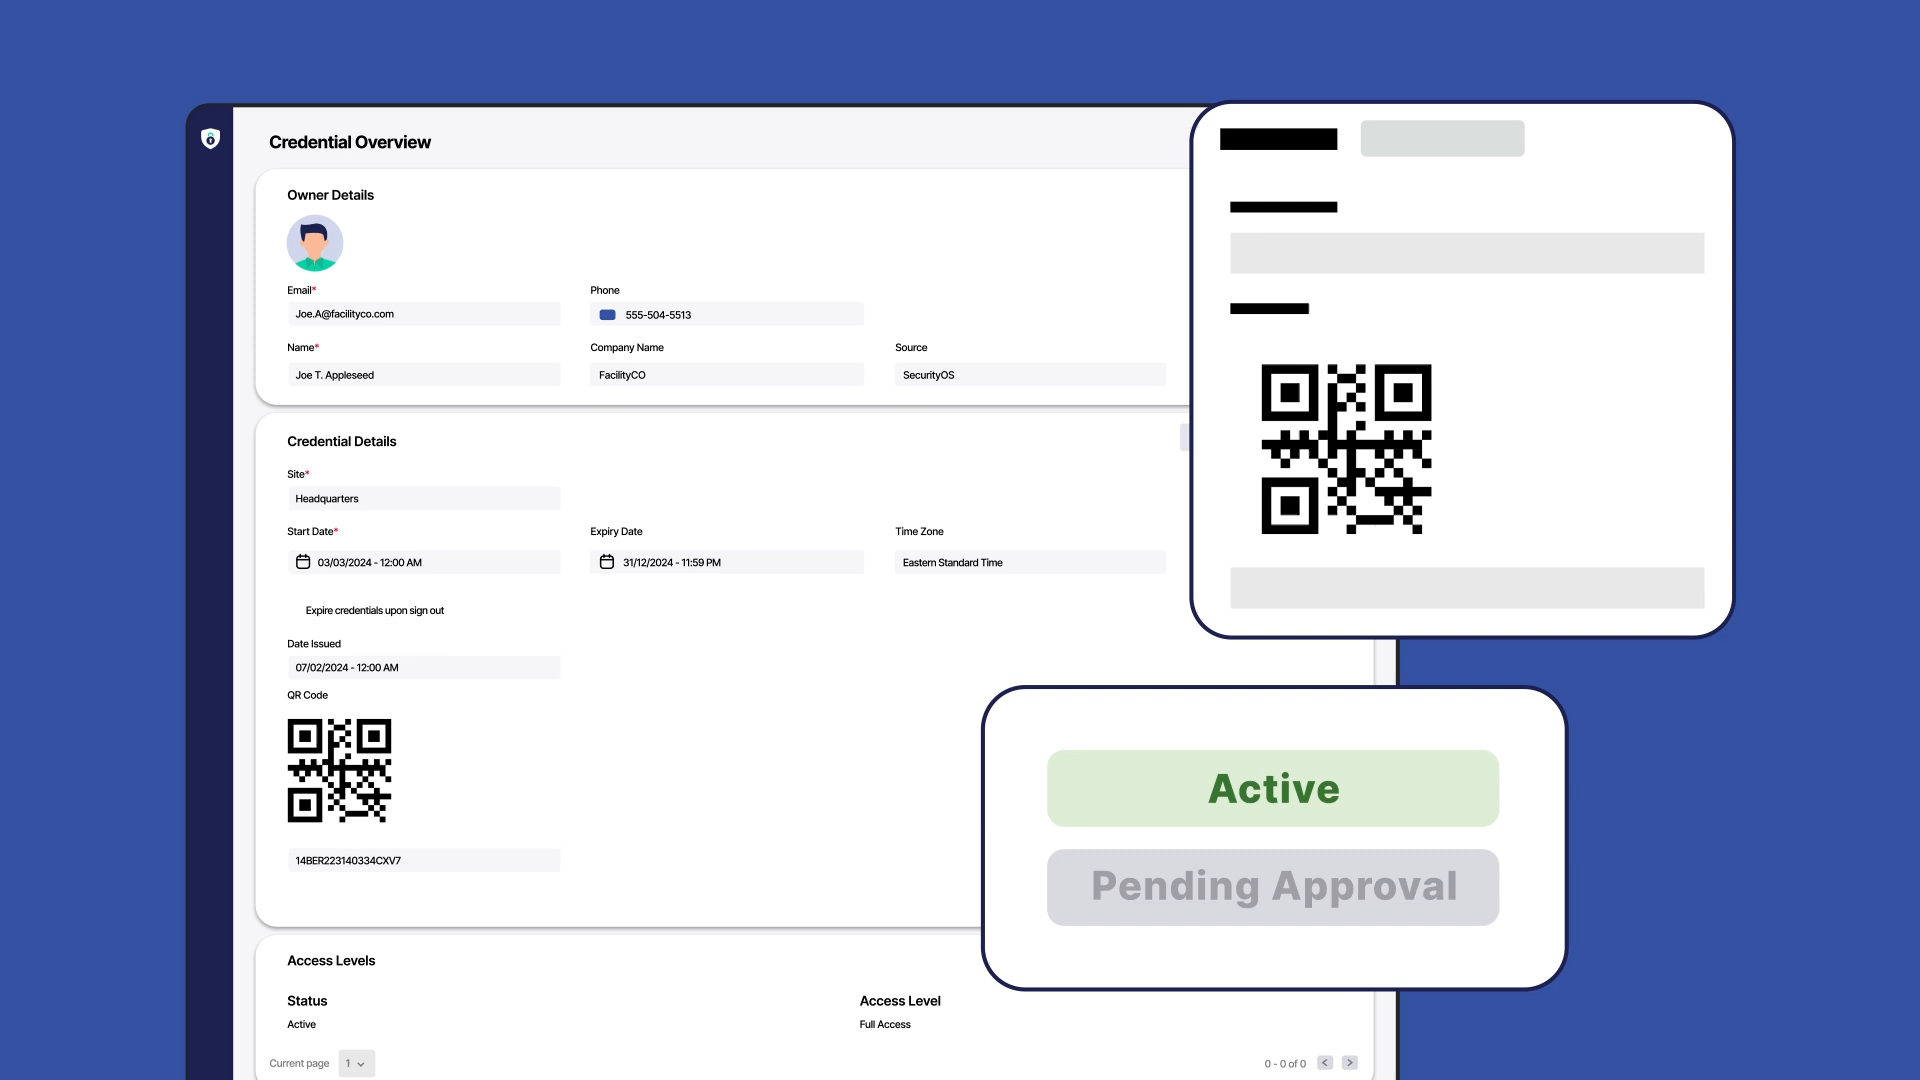 Credential Overview
Owner Details
Email*
Phone
Joe.A@facilityco.com
555-504-5513
Name*
Company Name
Source
Joe T. Appleseed
FacilityCO
SecurityOS
Credential Details
Site*
Headquarters
Start Date*
Expiry Date
Time Zone
03/03/2024 - 12:00 AM
31/12/2024 - 11:59 PM
Eastern Standard Time
Expire credentials upon sign out
Date Issued
07/02/2024 - 12:00 AM
QR Code
14BER223140334CXV7
Active
Pending Approval
Access Levels
Status
Access Level
Active
Full Access
Current page
1
0 - 0 of 0